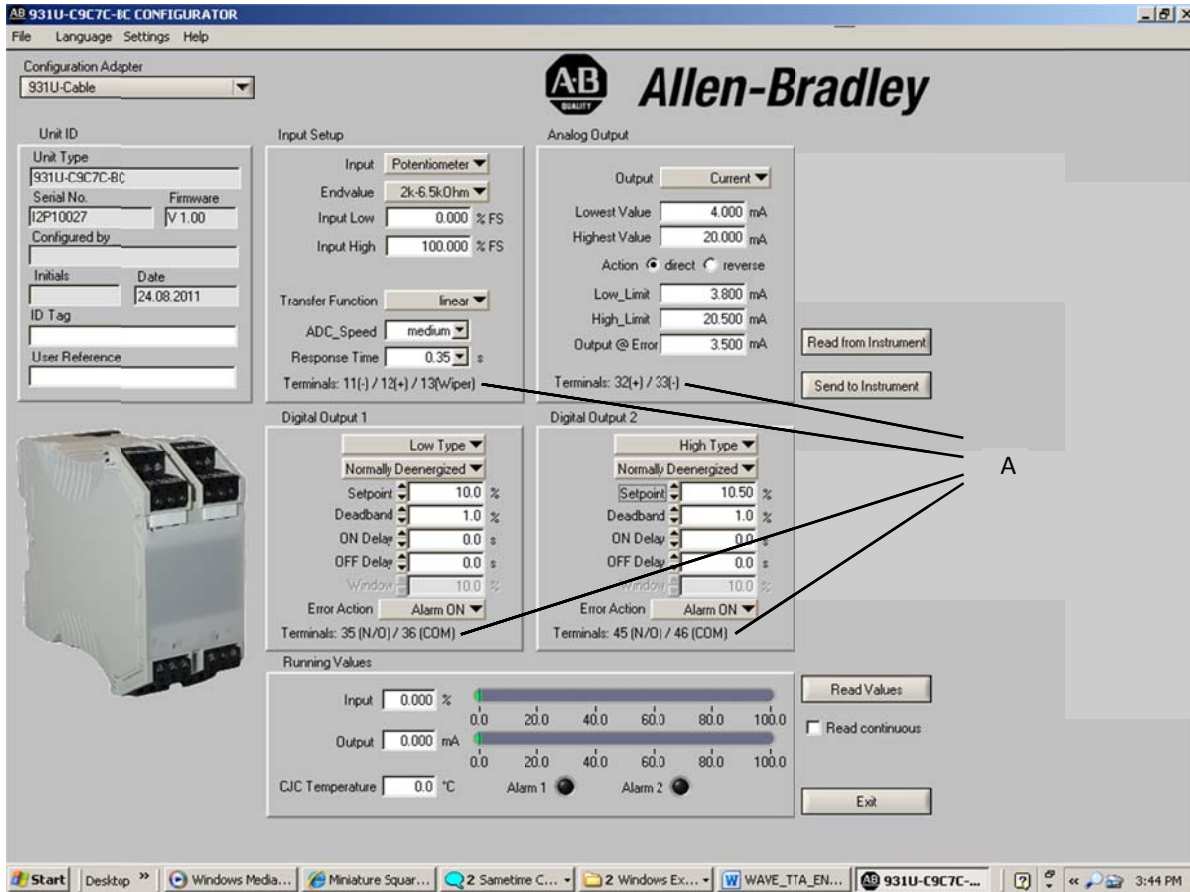 931U-C9C7C-BC CONFIGURATOR
File Language Settings Help
Configuration Adapter
931U-Cable
A·B
QUALITY
Allen-Bradley
Unit ID
Unit Type
931U-C9C7C-BC
Serial No. Firmware
I2P10027 V 1.00
Configured by
Initials Date
24.08.2011
ID Tag
User Reference
Input Setup
Input Potentiometer
Endvalue 2k-6.5kOhm
Input Low 0.000 % FS
Input High 100.000 % FS
Transfer Function linear
ADC_Speed medium
Response Time 0.35 s
Terminals: 11(-) / 12(+) / 13(Wiper)
Analog Output
Output Current
Lowest Value 4.000 mA
Highest Value 20.000 mA
Action direct reverse
Low_Limit 3.800 mA
High_Limit 20.500 mA
Output @ Error 3.500 mA
Terminals: 32(+) / 33(-)
Read from Instrument
Send to Instrument
Digital Output 1
Low Type
Normally Deenergized
Setpoint 10.0 %
Deadband 1.0 %
ON Delay 0.0 s
OFF Delay 0.0 s
Window 10.0 %
Error Action Alarm ON
Terminals: 35 (N/O) / 36 (COM)
Digital Output 2
High Type
Normally Deenergized
Setpoint 10.50 %
Deadband 1.0 %
ON Delay 0.0 s
OFF Delay 0.0 s
Window 10.0 %
Error Action Alarm ON
Terminals: 45 (N/O) / 46 (COM)
A
Running Values
Input 0.000 %
0.0 20.0 40.0 60.0 80.0 100.0
Output 0.000 mA
0.0 20.0 40.0 60.0 80.0 100.0
CJC Temperature 0.0 °C Alarm 1 Alarm 2
Read Values
Read continuous
Exit
Start Desktop » Windows Media... Miniature Squar... 2 Sametime C... 2 Windows Ex... WAVE_TTA_EN... AB 931U-C9C7C-... « 3:44 PM